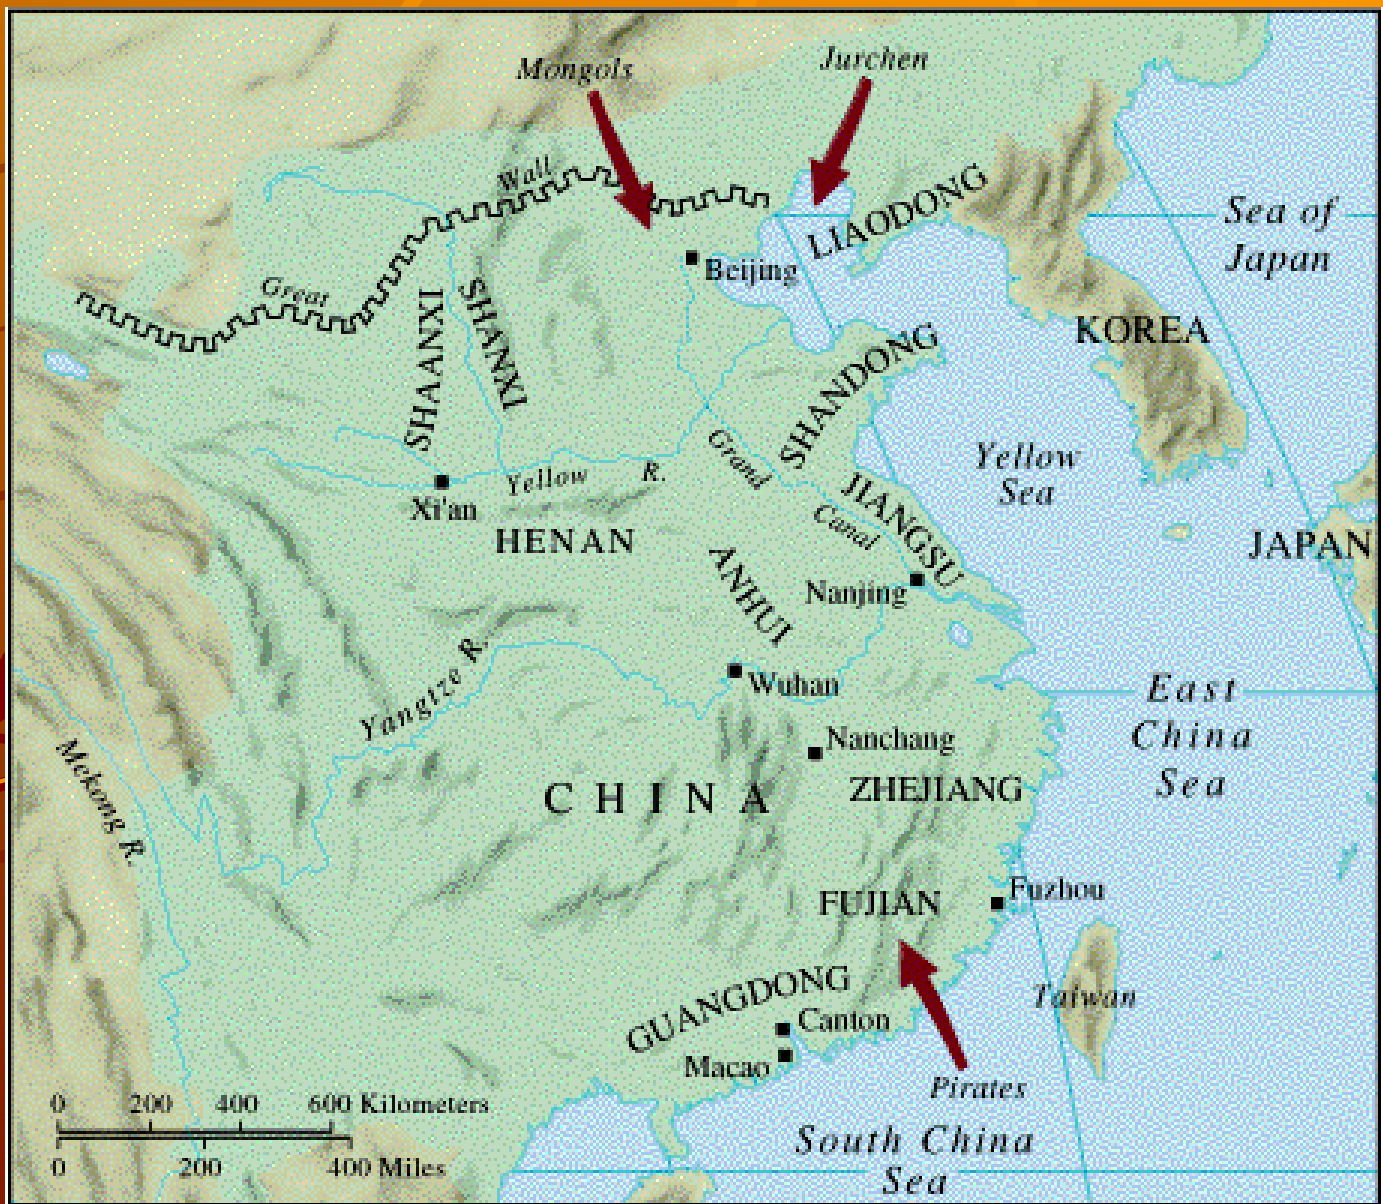 Mongols
Jurchen
Great
Wall
LIAODONG
Sea of
Japan
Beijing
SHAANXI
SHANXI
KOREA
SHANDONG
Grand
Canal
Yellow
Sea
Yellow R.
Xi'an
JIANGSU
HENAN
JAPAN
ANHUI
Nanjing
Yangtze R.
Wuhan
East
China
Sea
Mekong R.
Nanchang
CHINA
ZHEJIANG
FUJIAN
Fuzhou
GUANGDONG
Taiwan
Canton
Macao
Pirates
0 200 400 600 Kilometers
0 200 400 Miles
South China
Sea